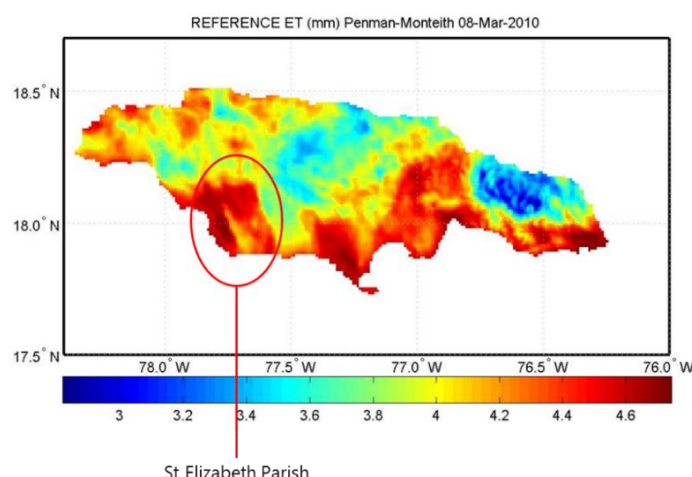 REFERENCE ET (mm) Penman-Monteith 08-Mar-2010
18.5° N
18.0° N
17.5° N
78.0° W
77.5° W
77.0° W
76.5° W
76.0° W
3
3.2
3.4
3.6
3.8
4
4.2
4.4
4.6
St Elizabeth Parish